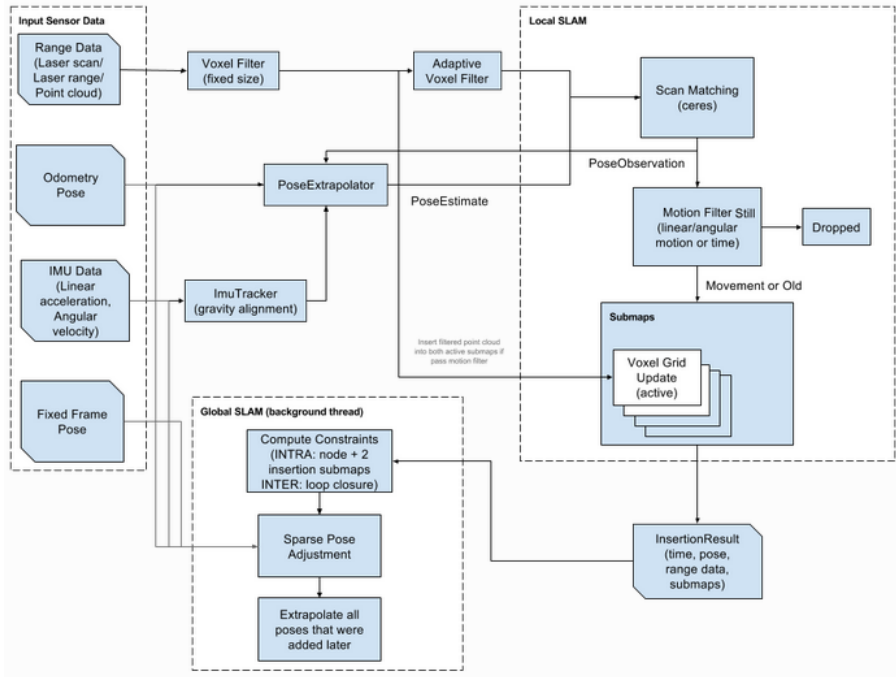 Input Sensor Data
Range Data
(Laser scan/
Laser range/
Point cloud)
Voxel Filter
(fixed size)
Adaptive
Voxel Filter
Local SLAM
Scan Matching
(ceres)
PoseObservation
Odometry
Pose
PoseExtrapolator
PoseEstimate
Motion Filter Still
(linear/angular
motion or time)
Dropped
IMU Data
(Linear
acceleration,
Angular
velocity)
ImuTracker
(gravity alignment)
Movement or Old
Submaps
Insert filtered point cloud
into both active submaps if
pass motion filter
Voxel Grid
Update
(active)
Fixed Frame
Pose
Global SLAM (background thread)
Compute Constraints
(INTRA: node + 2
insertion submaps
INTER: loop closure)
Sparse Pose
Adjustment
Extrapolate all
poses that were
added later
InsertionResult
(time, pose,
range data,
submaps)